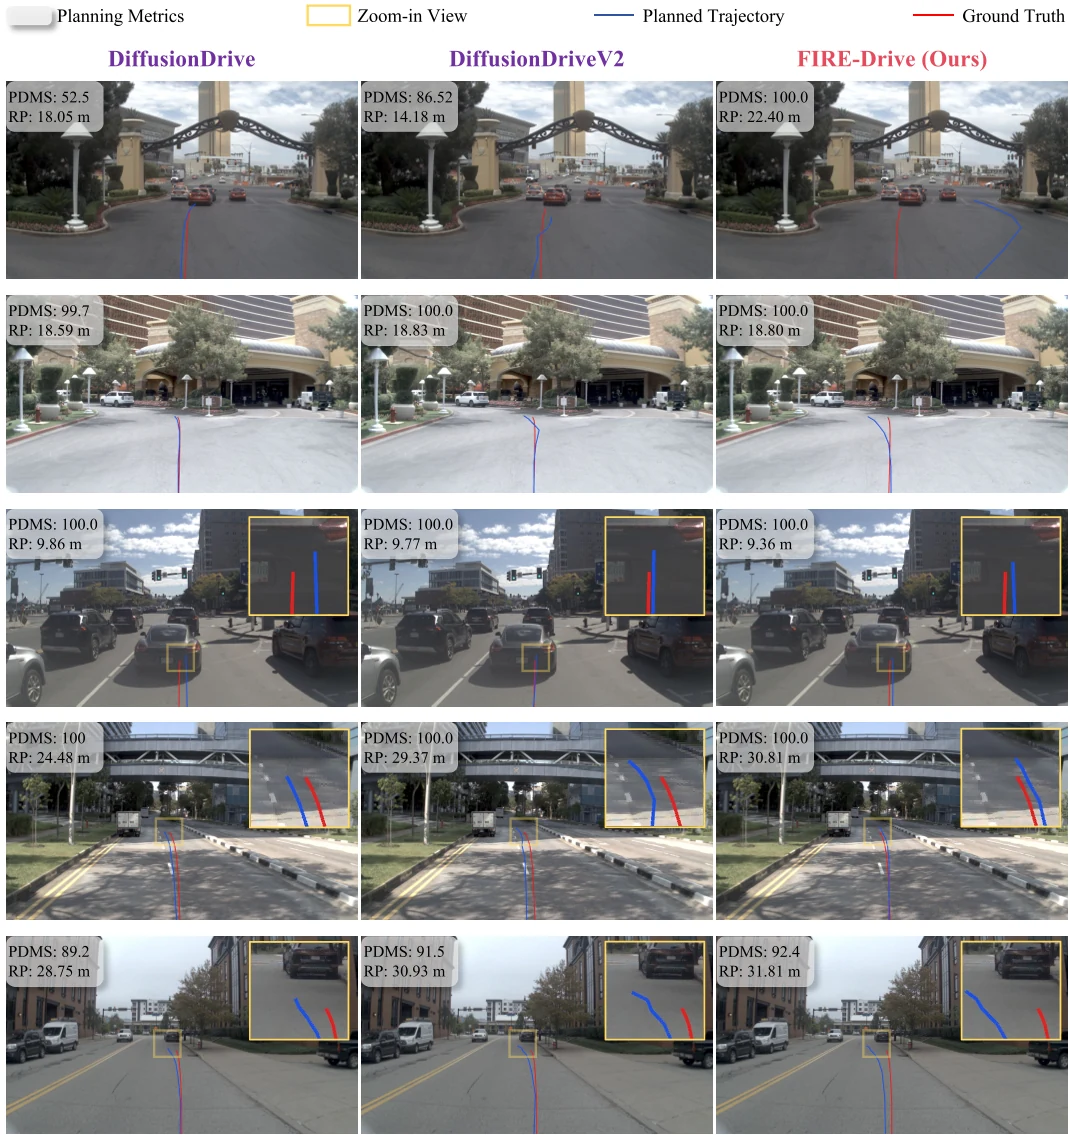 Planning Metrics Zoom-in View Planned Trajectory Ground Truth
DiffusionDrive DiffusionDriveV2 FIRE-Drive (Ours)
PDMS: 52.5
RP: 18.05 m
PDMS: 86.52
RP: 14.18 m
PDMS: 100.0
RP: 22.40 m
PDMS: 99.7
RP: 18.59 m
PDMS: 100.0
RP: 18.83 m
PDMS: 100.0
RP: 18.80 m
PDMS: 100.0
RP: 9.86 m
PDMS: 100.0
RP: 9.77 m
PDMS: 100.0
RP: 9.36 m
PDMS: 100
RP: 24.48 m
PDMS: 100.0
RP: 29.37 m
PDMS: 100.0
RP: 30.81 m
PDMS: 89.2
RP: 28.75 m
PDMS: 91.5
RP: 30.93 m
PDMS: 92.4
RP: 31.81 m